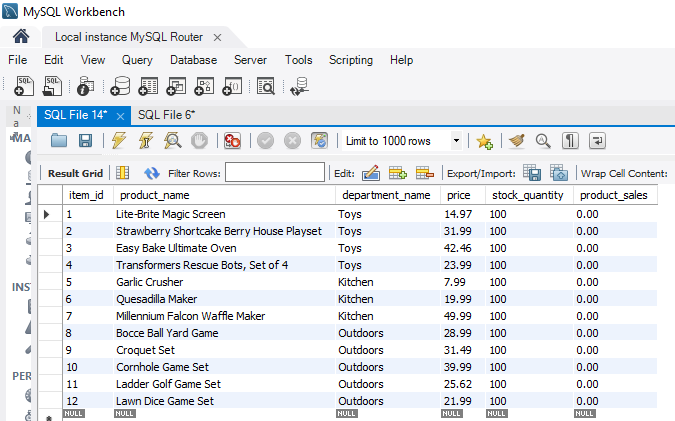 MySQL Workbench
Local instance MySQL Router
File Edit View Query Database Server Tools Scripting Help
SQL File 14* SQL File 6*
Limit to 1000 rows
Result Grid Filter Rows: Edit: Export/Import: Wrap Cell Content:
item_id product_name department_name price stock_quantity product_sales
1 Lite-Brite Magic Screen Toys 14.97 100 0.00
2 Strawberry Shortcake Berry House Playset Toys 31.99 100 0.00
3 Easy Bake Ultimate Oven Toys 42.46 100 0.00
4 Transformers Rescue Bots, Set of 4 Toys 23.99 100 0.00
5 Garlic Crusher Kitchen 7.99 100 0.00
6 Quesadilla Maker Kitchen 19.99 100 0.00
7 Millennium Falcon Waffle Maker Kitchen 49.99 100 0.00
8 Bocce Ball Yard Game Outdoors 28.99 100 0.00
9 Croquet Set Outdoors 31.49 100 0.00
10 Cornhole Game Set Outdoors 39.99 100 0.00
11 Ladder Golf Game Set Outdoors 25.62 100 0.00
12 Lawn Dice Game Set Outdoors 21.99 100 0.00
NULL NULL NULL NULL NULL NULL